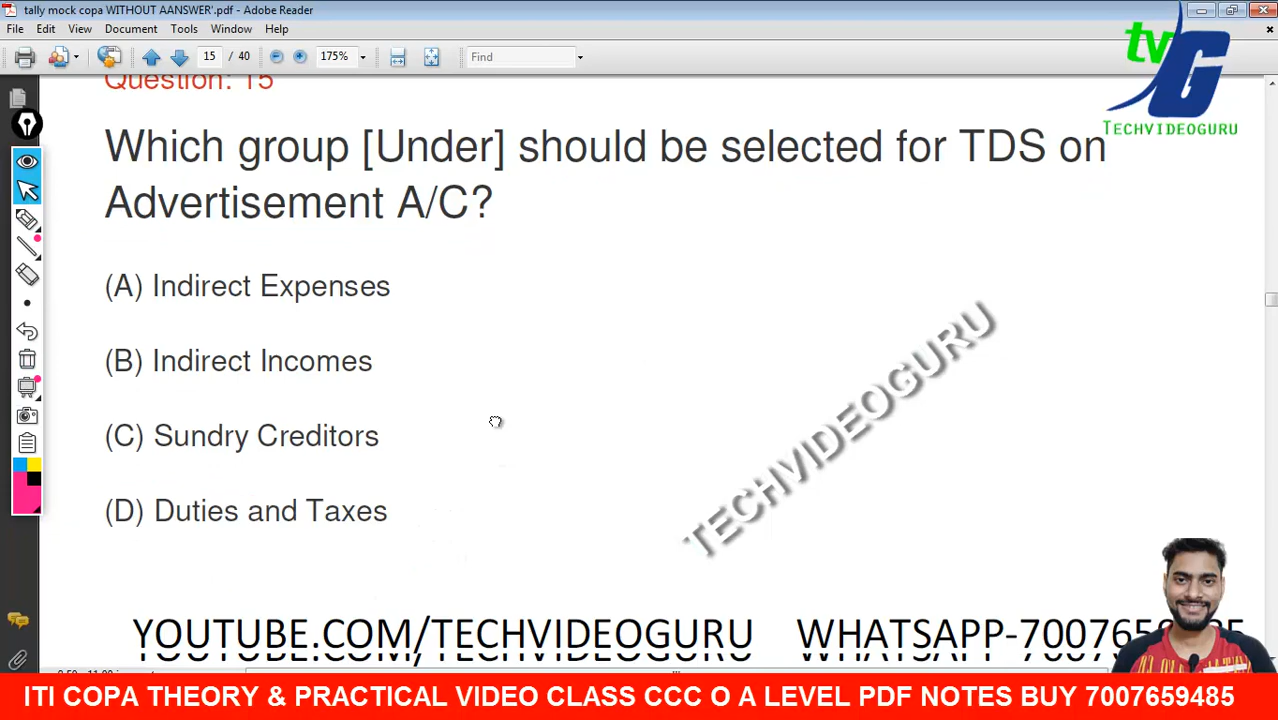 tally mock copa WITHOUT AANSWER'.pdf - Adobe Reader
File Edit View Document Tools Window Help
15 / 40 175% Find
tv G
TECHVIDEOGURU
Question: 15
Which group [Under] should be selected for TDS on
Advertisement A/C?
(A) Indirect Expenses
(B) Indirect Incomes
(C) Sundry Creditors
(D) Duties and Taxes
TECHVIDEOGURU
YOUTUBE.COM/TECHVIDEOGURU WHATSAPP-7007659485
ITI COPA THEORY & PRACTICAL VIDEO CLASS CCC O A LEVEL PDF NOTES BUY 7007659485